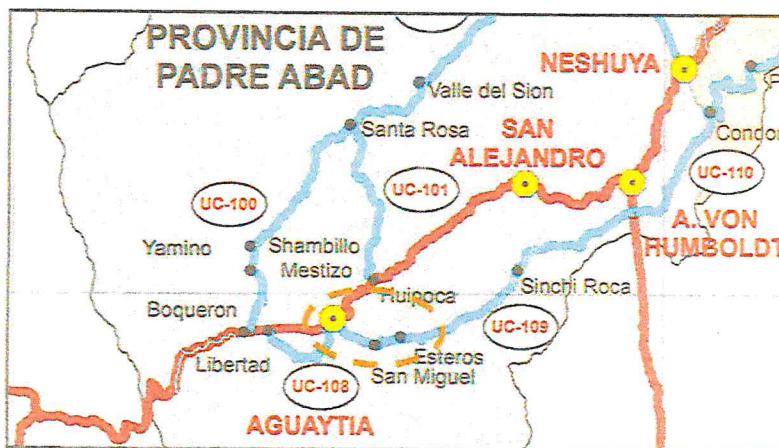 PROVINCIA DE
PADRE ABAD
NESHUYA
Valle del Sion
Santa Rosa
SAN
ALEJANDRO
Condor
UC-100
UC-101
UC-110
A. VON
HUMBOLDT
Yamino
Shambillo
Mestizo
Huipoca
Sinchi Roca
Boqueron
UC-109
Libertad
Esteros
San Miguel
UC-108
AGUAYTIA